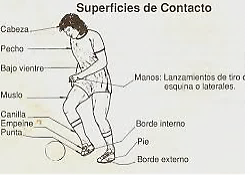 Superficies de Contacto
Cabeza
Pecho
Bajo vientre
Manos: Lanzamientos de tiro d
esquina o laterales.
Muslo
Canilla
Empeine
Punta
Borde interno
Pie
Borde externo